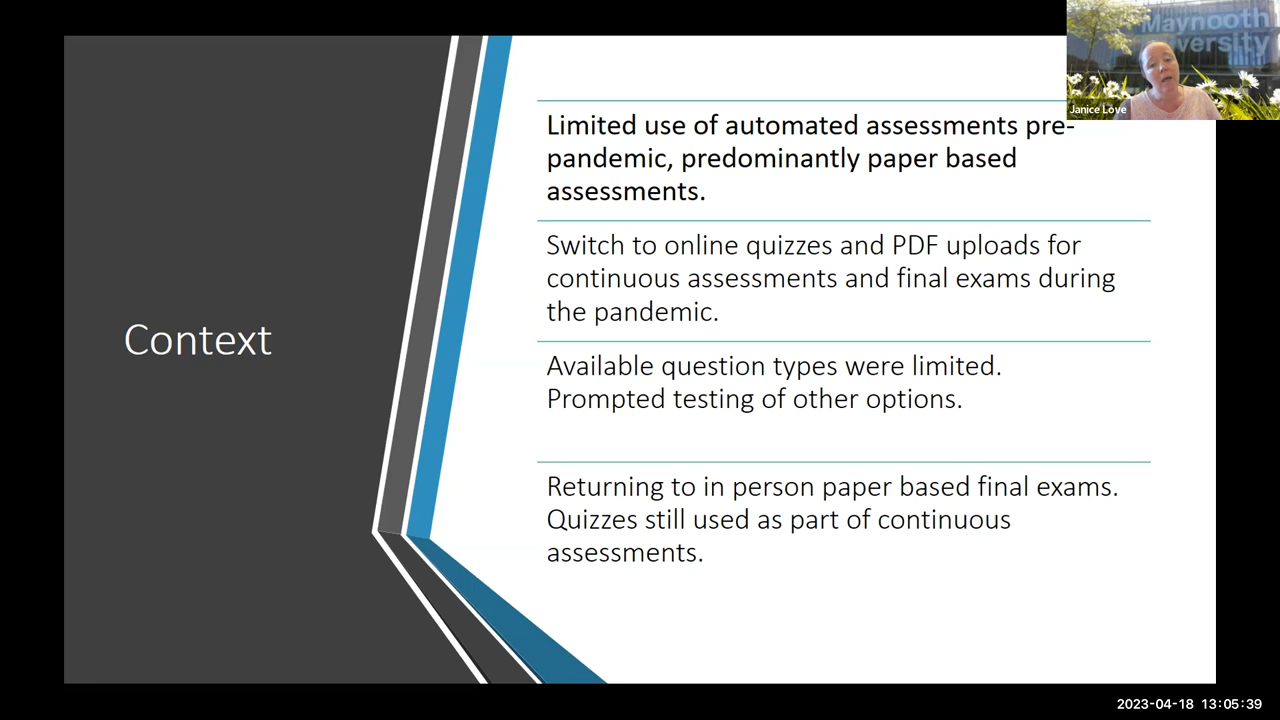 Maynooth
University
Janice Love
Limited use of automated assessments pre-
pandemic, predominantly paper based
assessments.
Switch to online quizzes and PDF uploads for
continuous assessments and final exams during
the pandemic.
Context
Available question types were limited.
Prompted testing of other options.
Returning to in person paper based final exams.
Quizzes still used as part of continuous
assessments.
2023-04-18 13:05:39